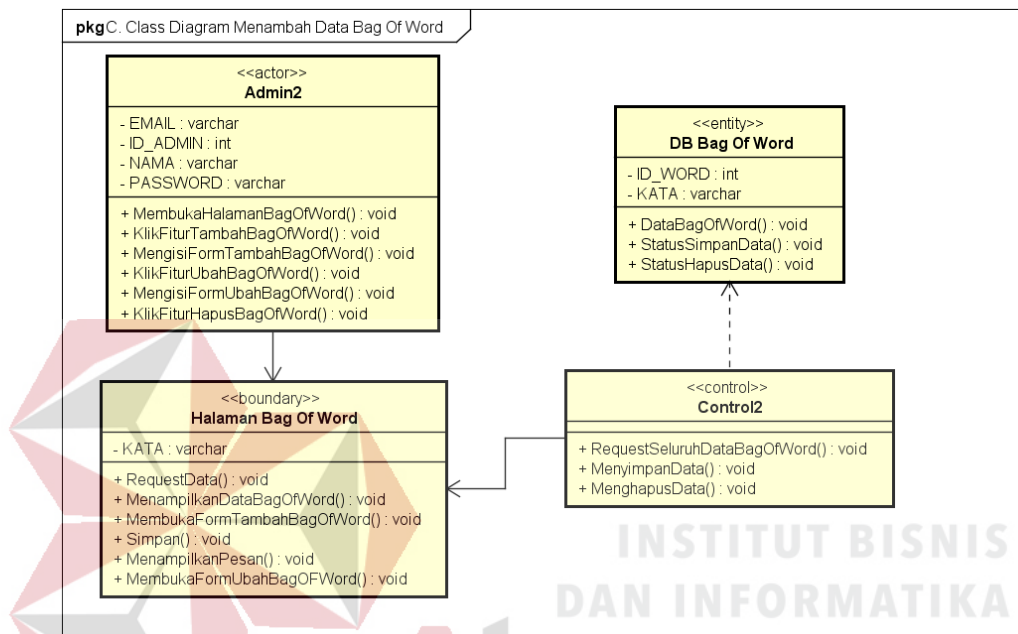 pkg C. Class Diagram Menambah Data Bag Of Word
<<actor>>
Admin2
- EMAIL : varchar
- ID_ADMIN : int
- NAMA : varchar
- PASSWORD : varchar
+ MembukaHalamanBagOfWord() : void
+ KlikFiturTambahBagOfWord() : void
+ MengisiFormTambahBagOfWord() : void
+ KlikFiturUbahBagOfWord() : void
+ MengisiFormUbahBagOfWord() : void
+ KlikFiturHapusBagOfWord() : void
<<entity>>
DB Bag Of Word
- ID_WORD : int
- KATA : varchar
+ DataBagOfWord() : void
+ StatusSimpanData() : void
+ StatusHapusData() : void
<<boundary>>
Halaman Bag Of Word
- KATA : varchar
+ RequestData() : void
+ MenampilkanDataBagOfWord() : void
+ MembukaFormTambahBagOfWord() : void
+ Simpan() : void
+ MenampilkanPesan() : void
+ MembukaFormUbahBagOFWord() : void
<<control>>
Control2
+ RequestSeluruhDataBagOfWord() : void
+ MenyimpanData() : void
+ MenghapusData() : void
INSTITUT BISNIS
DAN INFORMATIKA